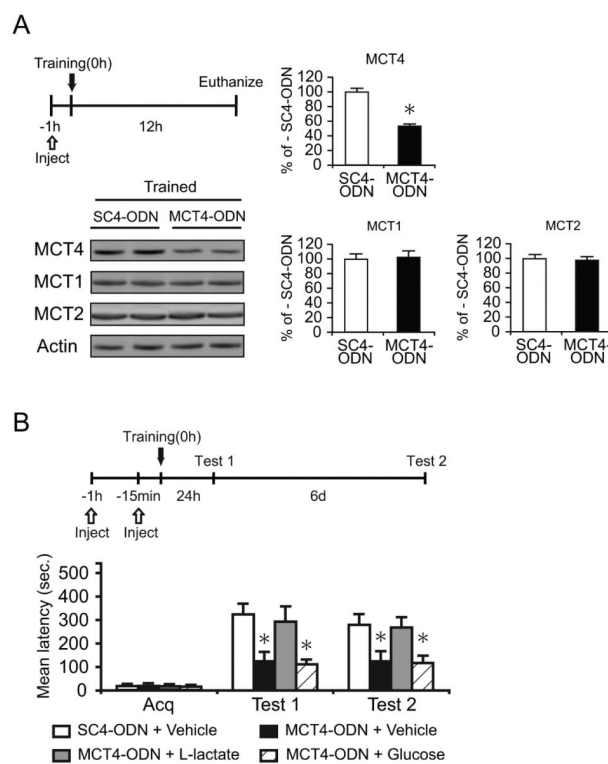 A
Training(0h)
Euthanize
-1h
12h
Inject
Trained
SC4-ODN MCT4-ODN
MCT4
MCT1
MCT2
Actin
MCT4
% of - SC4-ODN
120
100
80
60
40
20
0
*
SC4-
ODN
MCT4-
ODN
MCT1
% of - SC4-ODN
120
100
80
60
40
20
0
SC4-
ODN
MCT4-
ODN
MCT2
% of - SC4-ODN
120
100
80
60
40
20
0
SC4-
ODN
MCT4-
ODN
B
Training(0h)
Test 1
Test 2
-1h
-15min
24h
6d
Inject
Inject
Mean latency (sec.)
500
400
300
200
100
0
* * * *
Acq Test 1 Test 2
SC4-ODN + Vehicle MCT4-ODN + Vehicle
MCT4-ODN + L-lactate MCT4-ODN + Glucose